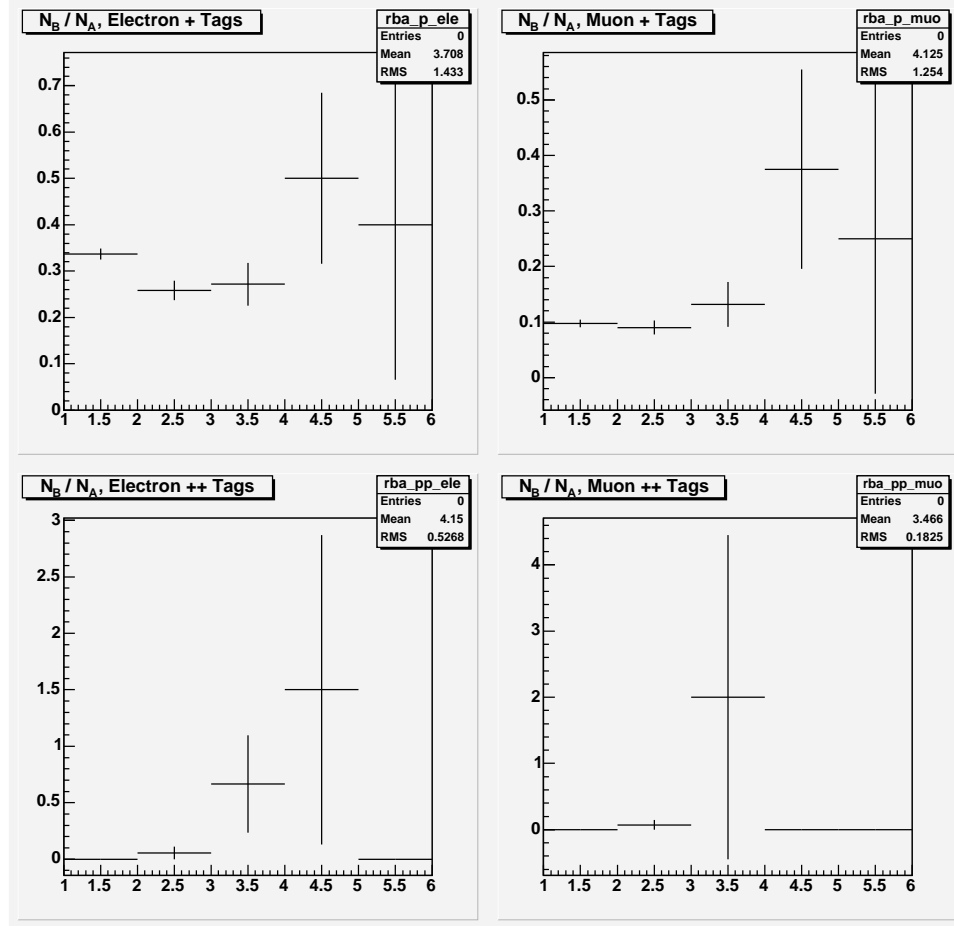 N_B / N_A, Electron + Tags
rba_p_ele
Entries 0
Mean 3.708
RMS 1.433
0.7
0.6
0.5
0.4
0.3
0.2
0.1
0
1 1.5 2 2.5 3 3.5 4 4.5 5 5.5 6
N_B / N_A, Muon + Tags
rba_p_muo
Entries 0
Mean 4.125
RMS 1.254
0.5
0.4
0.3
0.2
0.1
0
1 1.5 2 2.5 3 3.5 4 4.5 5 5.5 6
N_B / N_A, Electron ++ Tags
rba_pp_ele
Entries 0
Mean 4.15
RMS 0.5268
3
2.5
2
1.5
1
0.5
0
1 1.5 2 2.5 3 3.5 4 4.5 5 5.5 6
N_B / N_A, Muon ++ Tags
rba_pp_muo
Entries 0
Mean 3.466
RMS 0.1825
4
3
2
1
0
1 1.5 2 2.5 3 3.5 4 4.5 5 5.5 6